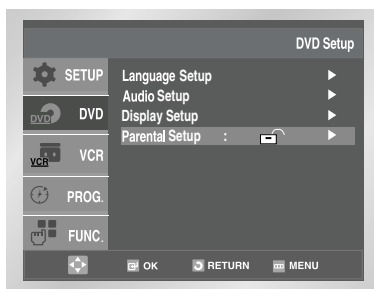 DVD Setup
SETUP
Language Setup
Audio Setup
DVD DVD
Display Setup
Parental Setup :
VCR VCR
PROG.
FUNC.
OK RETURN MENU